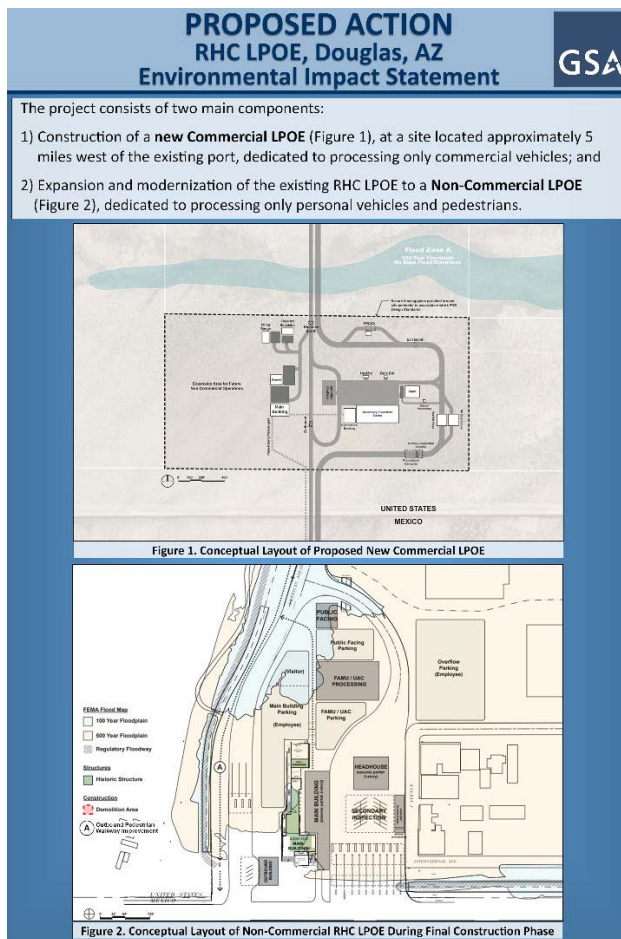 PROPOSED ACTION
RHC LPOE, Douglas, AZ
Environmental Impact Statement
GSA
The project consists of two main components:
1) Construction of a new Commercial LPOE (Figure 1), at a site located approximately 5
miles west of the existing port, dedicated to processing only commercial vehicles; and
2) Expansion and modernization of the existing RHC LPOE to a Non-Commercial LPOE
(Figure 2), dedicated to processing only personal vehicles and pedestrians.
Flood Zone A
Expansion Area for Future
Non-Commercial Operations
Main
Building
UNITED STATES
MEXICO
Figure 1. Conceptual Layout of Proposed New Commercial LPOE
PUBLIC
FACING
Public Facing
Parking
(Visitor)
FAMU / UAC
PROCESSING
Overflow
Parking
(Employee)
Main Building
Parking
(Employee)
FAMU / UAC
Parking
FEMA Flood Map
100 Year Floodplain
500 Year Floodplain
Regulatory Floodway
Structures
Historic Structure
Construction
Demolition Area
A
Walkway Improvement
A
HEADHOUSE
MAIN BUILDING
SECONDARY
INSPECTION
MAIN
BUILDING
UNITED STATES
MEXICO
Figure 2. Conceptual Layout of Non-Commercial RHC LPOE During Final Construction Phase